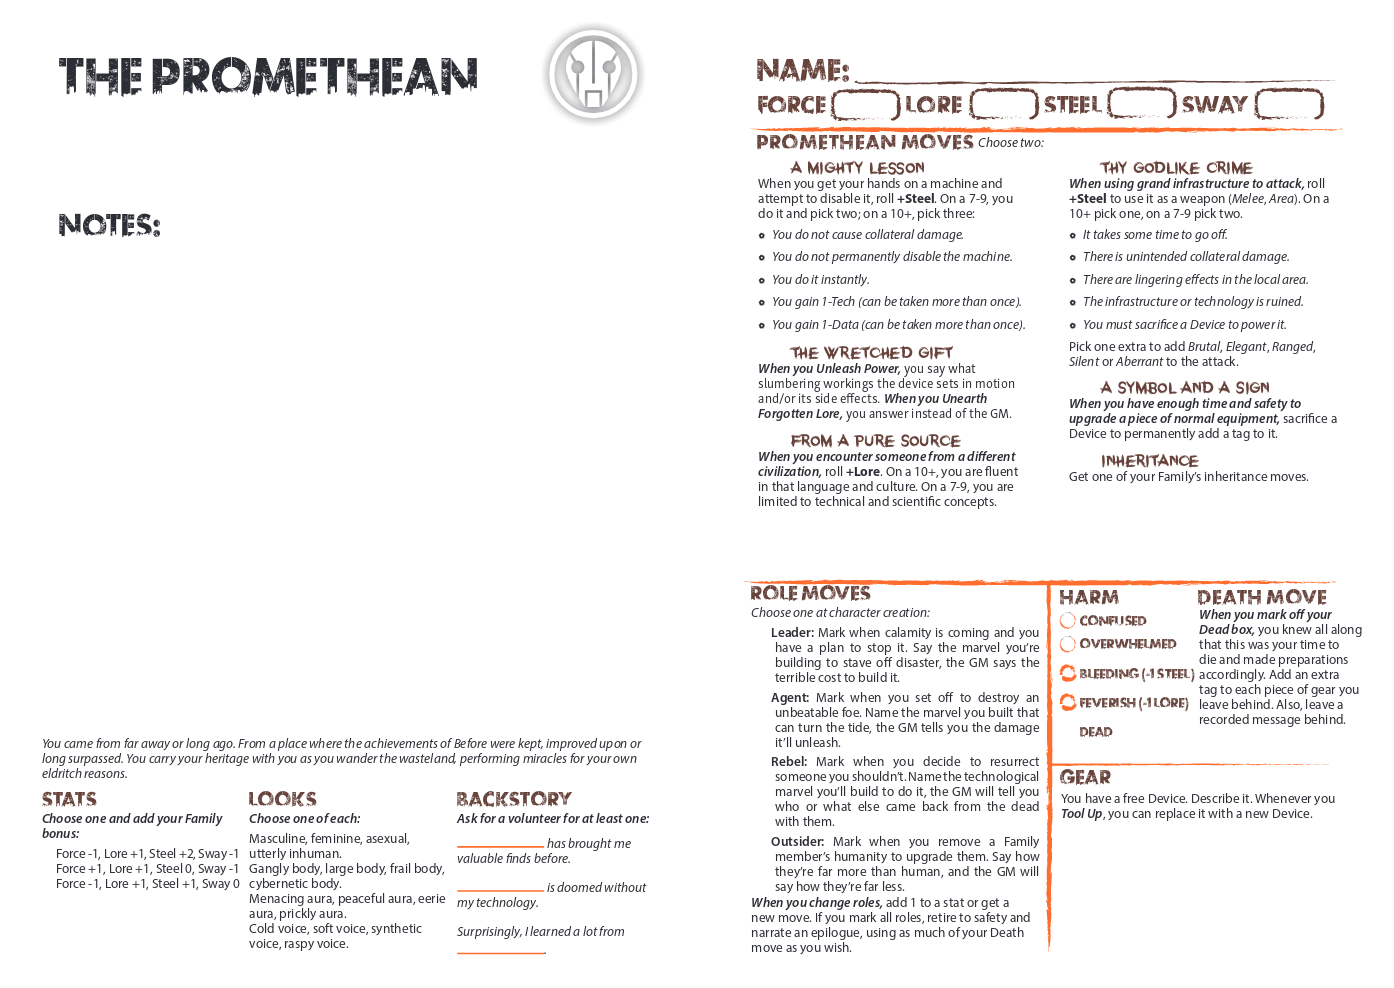 THE PROMETHEAN
NOTES:
You came from far away or long ago. From a place where the achievements of Before were kept, improved upon or
long surpassed. You carry your heritage with you as you wander the wasteland, performing miracles for your own
eldritch reasons.
STATS
Choose one and add your Family
bonus:
Force -1, Lore +1, Steel +2, Sway -1
Force +1, Lore +1, Steel 0, Sway -1
Force -1, Lore +1, Steel +1, Sway 0
LOOKS
Choose one of each:
Masculine, feminine, asexual,
utterly inhuman.
Gangly body, large body, frail body,
cybernetic body.
Menacing aura, peaceful aura, eerie
aura, prickly aura.
Cold voice, soft voice, synthetic
voice, raspy voice.
BACKSTORY
Ask for a volunteer for at least one:
has brought me
valuable finds before.
is doomed without
my technology.
Surprisingly, I learned a lot from
.
NAME:
FORCE LORE STEEL SWAY
PROMETHEAN MOVES Choose two:
A MIGHTY LESSON
When you get your hands on a machine and
attempt to disable it, roll +Steel. On a 7-9, you
do it and pick two; on a 10+, pick three:
You do not cause collateral damage.
You do not permanently disable the machine.
You do it instantly.
You gain 1-Tech (can be taken more than once).
You gain 1-Data (can be taken more than once).
THE WRETCHED GIFT
When you Unleash Power, you say what
slumbering workings the device sets in motion
and/or its side effects. When you Unearth
Forgotten Lore, you answer instead of the GM.
FROM A PURE SOURCE
When you encounter someone from a different
civilization, roll +Lore. On a 10+, you are fluent
in that language and culture. On a 7-9, you are
limited to technical and scientific concepts.
THY GODLIKE CRIME
When using grand infrastructure to attack, roll
+Steel to use it as a weapon (Melee, Area). On a
10+ pick one, on a 7-9 pick two.
It takes some time to go off.
There is unintended collateral damage.
There are lingering effects in the local area.
The infrastructure or technology is ruined.
You must sacrifice a Device to power it.
Pick one extra to add Brutal, Elegant, Ranged,
Silent or Aberrant to the attack.
A SYMBOL AND A SIGN
When you have enough time and safety to
upgrade a piece of normal equipment, sacrifice a
Device to permanently add a tag to it.
INHERITANCE
Get one of your Family's inheritance moves.
ROLE MOVES
Choose one at character creation:
Leader: Mark when calamity is coming and you
have a plan to stop it. Say the marvel you're
building to stave off disaster, the GM says the
terrible cost to build it.
Agent: Mark when you set off to destroy an
unbeatable foe. Name the marvel you built that
can turn the tide, the GM tells you the damage
it'll unleash.
Rebel: Mark when you decide to resurrect
someone you shouldn't. Name the technological
marvel you'll build to do it, the GM will tell you
who or what else came back from the dead
with them.
Outsider: Mark when you remove a Family
member's humanity to upgrade them. Say how
they're far more than human, and the GM will
say how they're far less.
When you change roles, add 1 to a stat or get a
new move. If you mark all roles, retire to safety and
narrate an epilogue, using as much of your Death
move as you wish.
HARM
CONFUSED
OVERWHELMED
BLEEDING (-1 STEEL)
FEVERISH (-1 LORE)
DEAD
DEATH MOVE
When you mark off your
Dead box, you knew all along
that this was your time to
die and made preparations
accordingly. Add an extra
tag to each piece of gear you
leave behind. Also, leave a
recorded message behind.
GEAR
You have a free Device. Describe it. Whenever you
Tool Up, you can replace it with a new Device.